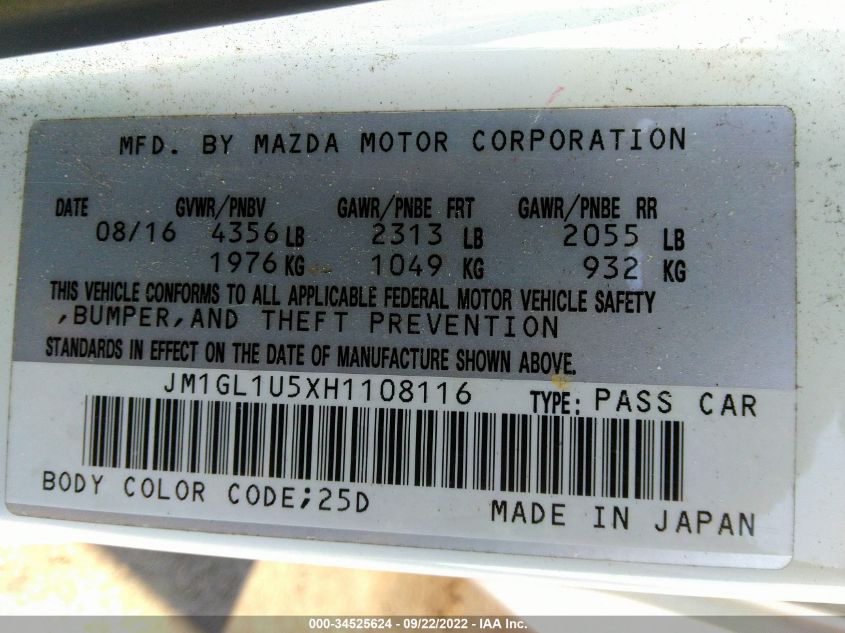 MFD. BY MAZDA MOTOR CORPORATION
DATE GVWR/PNBV GAWR/PNBE FRT GAWR/PNBE RR
08/16 4356 LB 2313 LB 2055 LB
1976 KG 1049 KG 932 KG
THIS VEHICLE CONFORMS TO ALL APPLICABLE FEDERAL MOTOR VEHICLE SAFETY
,BUMPER,AND THEFT PREVENTION
STANDARDS IN EFFECT ON THE DATE OF MANUFACTURE SHOWN ABOVE.
JM1GL1U5XH1108116 TYPE: PASS CAR
BODY COLOR CODE;25D MADE IN JAPAN
000-34525624 - 09/22/2022 - IAA Inc.